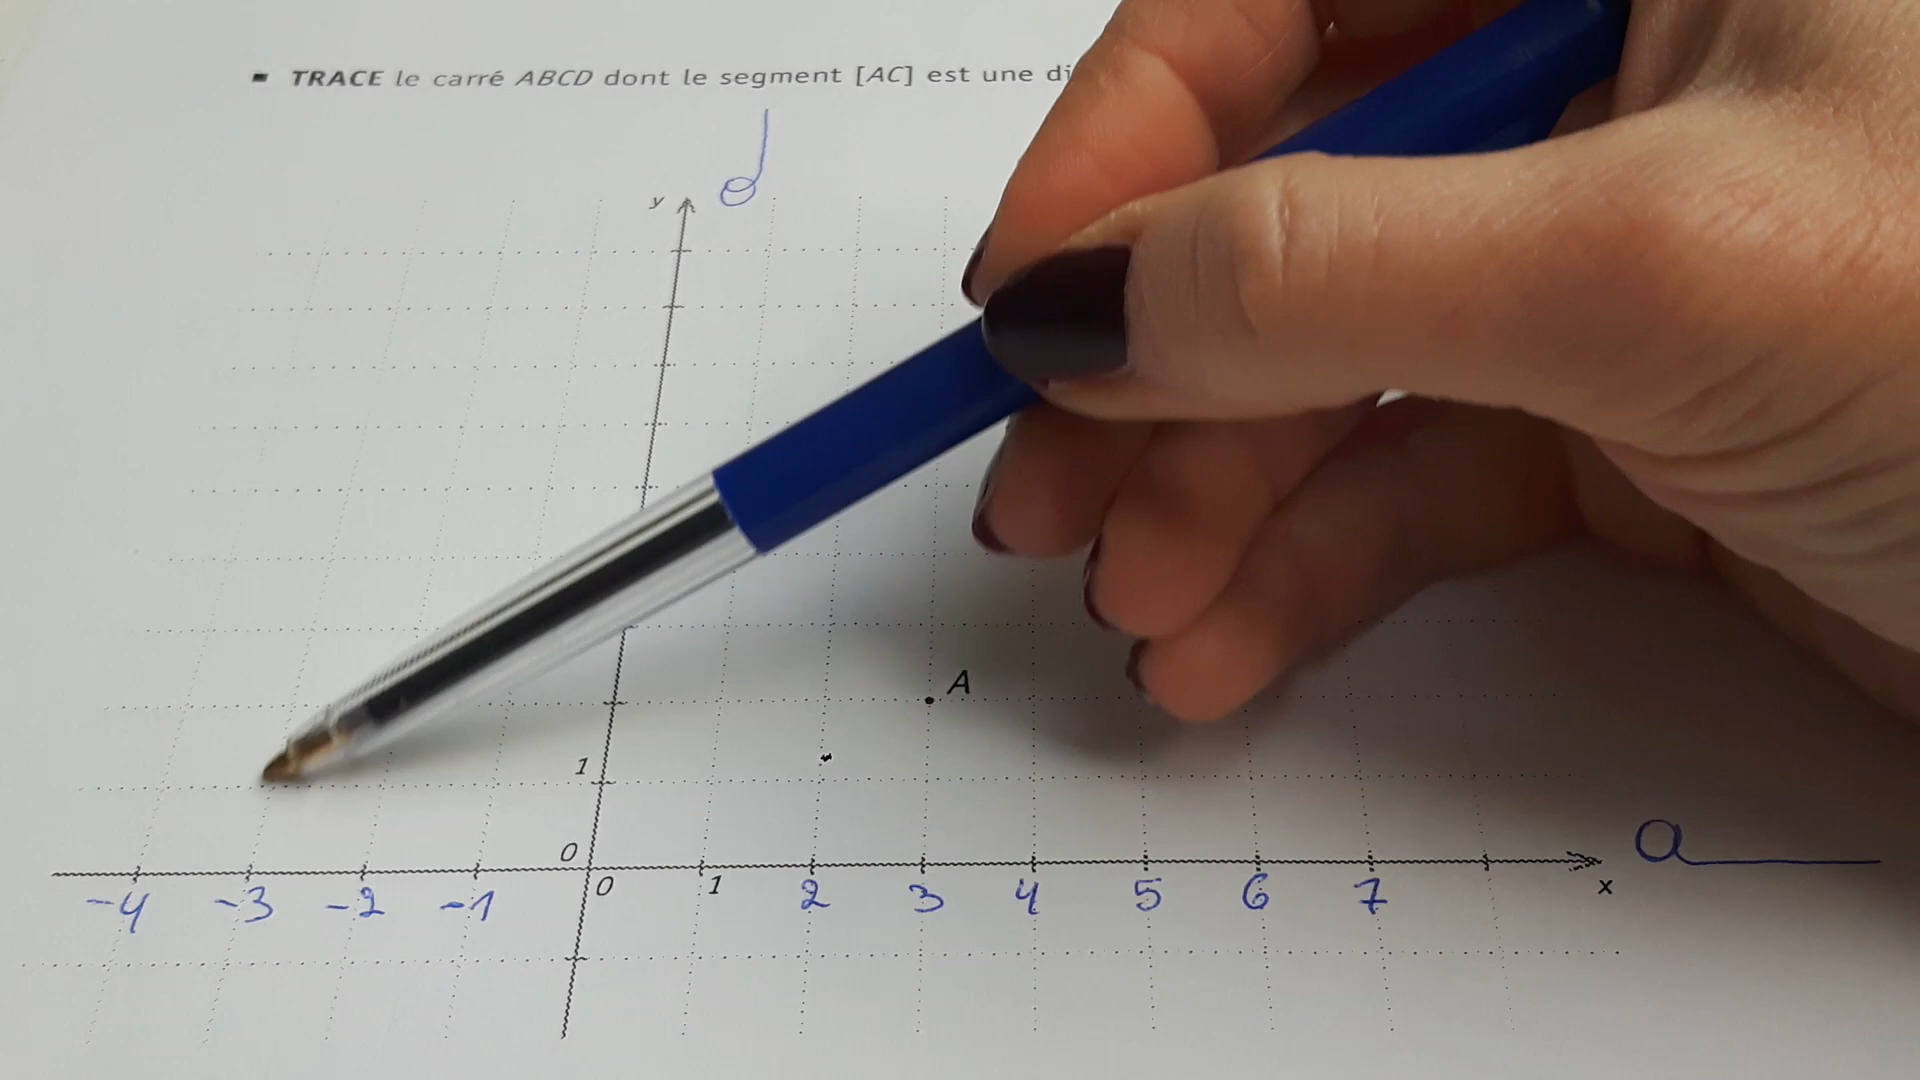 ▪ TRACE le carré ABCD dont le segment [AC] est une
y
A
1
0
0 1 x
-4 -3 -2 -1 2 3 4 5 6 7